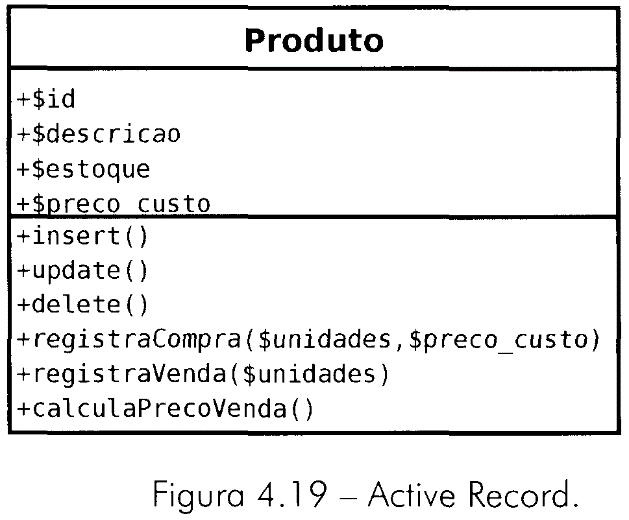 Produto
+$id
+$descricao
+$estoque
+$preco_custo
+insert()
+update()
+delete()
+registraCompra($unidades,$preco_custo)
+registraVenda($unidades)
+calculaPrecoVenda()
Figura 4.19 – Active Record.